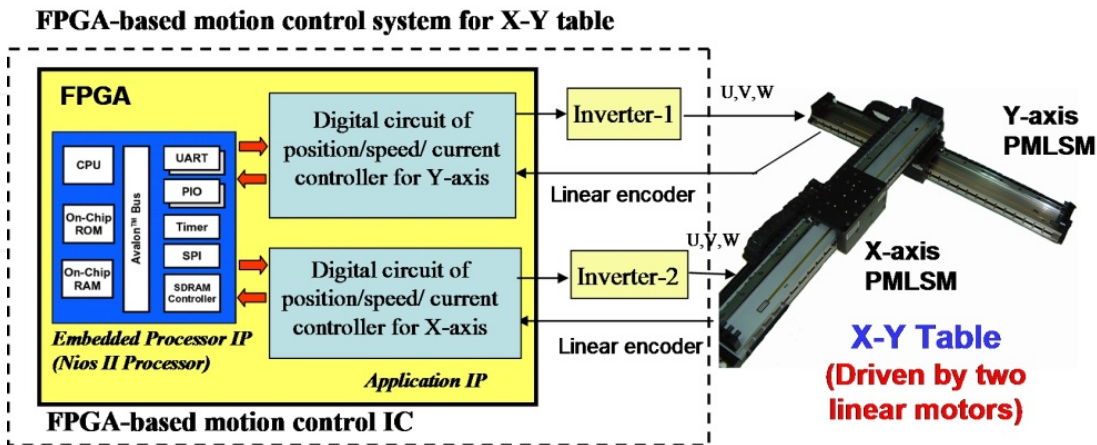 FPGA-based motion control system for X-Y table
FPGA
CPU
On-Chip
ROM
On-Chip
RAM
Avalon™ Bus
UART
PIO
Timer
SPI
SDRAM
Controller
Embedded Processor IP
(Nios II Processor)
Digital circuit of
position/speed/ current
controller for Y-axis
Digital circuit of
position/speed/ current
controller for X-axis
Application IP
FPGA-based motion control IC
Inverter-1
U,V,W
Linear encoder
Inverter-2
U,V,W
Linear encoder
Y-axis
PMLSM
X-axis
PMLSM
X-Y Table
(Driven by two
linear motors)